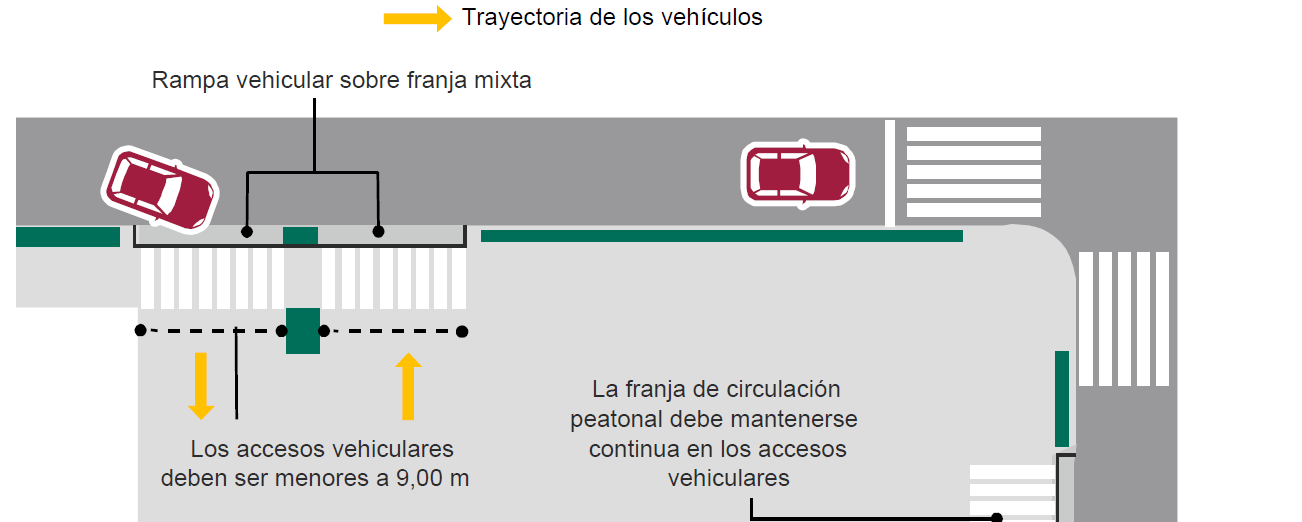 Trayectoria de los vehículos
Rampa vehicular sobre franja mixta
La franja de circulación
peatonal debe mantenerse
continua en los accesos
vehiculares
Los accesos vehiculares
deben ser menores a 9,00 m